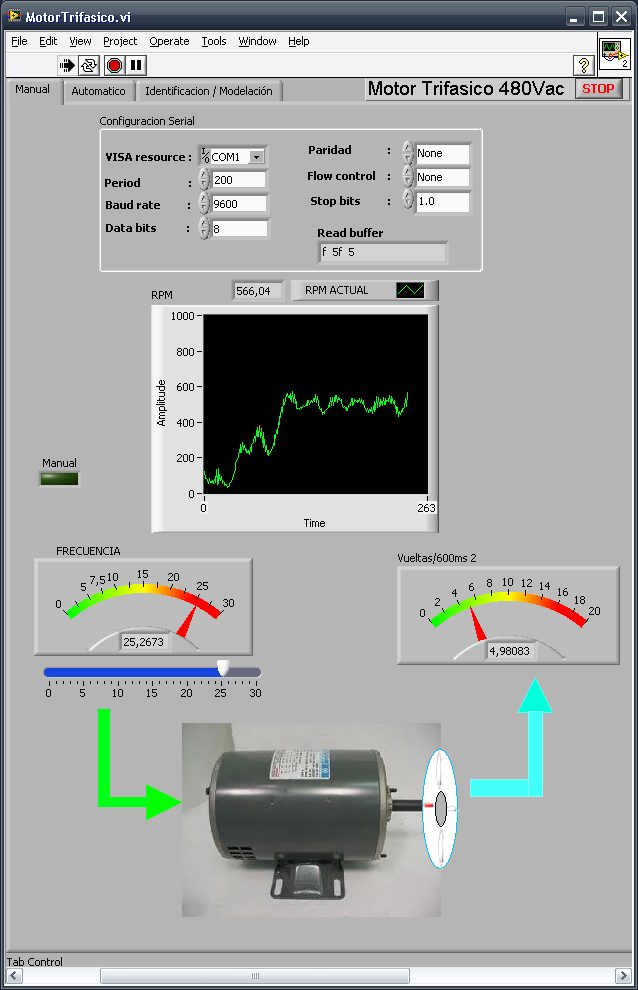 MotorTrifasico.vi
File Edit View Project Operate Tools Window Help
? 2
Manual Automatico Identificacion / Modelación Motor Trifasico 480Vac STOP
Configuracion Serial
VISA resource : I/O COM1
Period : 200
Baud rate : 9600
Data bits : 8
Paridad : None
Flow control : None
Stop bits : 1.0
Read buffer
f 5f 5
RPM 566,04 RPM ACTUAL
1000
800
600
400
200
0
Amplitude
0 263
Time
Manual
FRECUENCIA
0 5 7,5 10 15 20 25 30
25,2673
0 5 10 15 20 25 30
Vueltas/600ms 2
0 2 4 6 8 10 12 14 16 18 20
4,98083
Tab Control